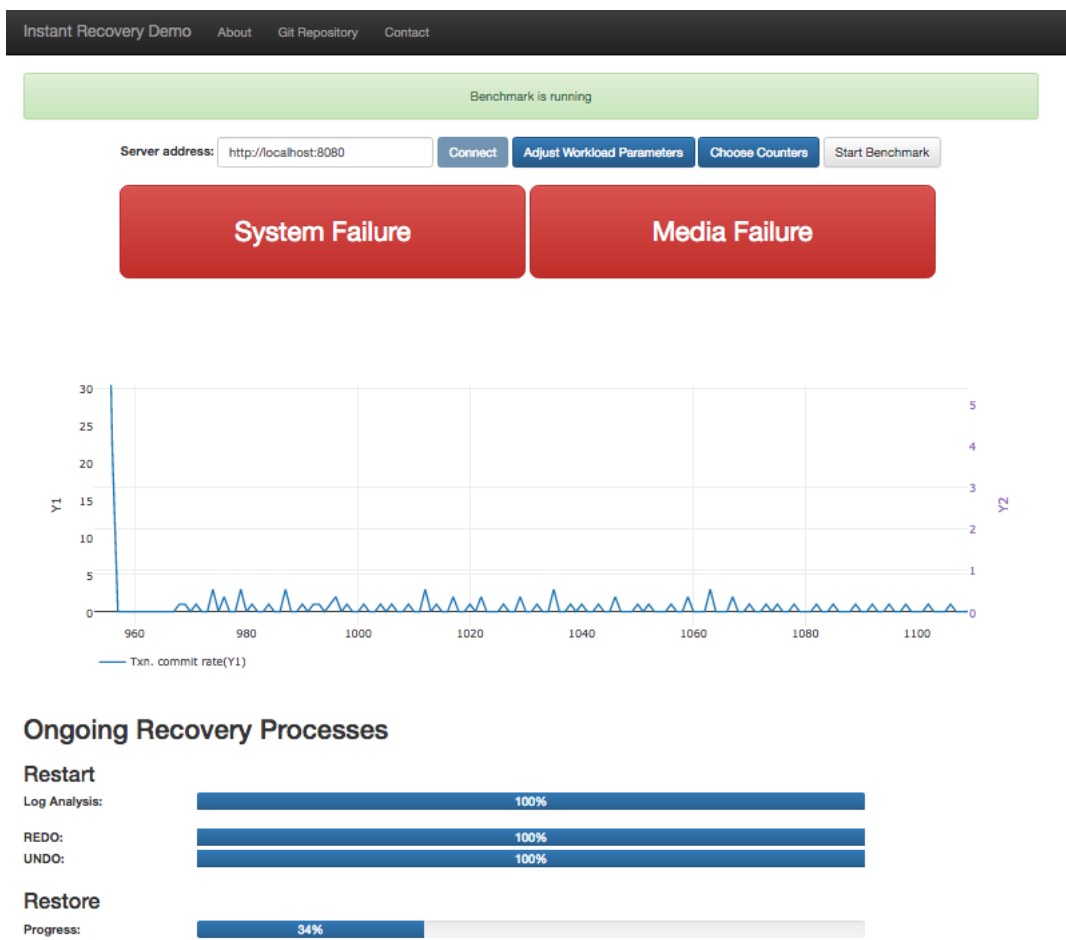 Instant Recovery Demo About Git Repository Contact
Benchmark is running
Server address: http://localhost:8080 Connect Adjust Workload Parameters Choose Counters Start Benchmark
System Failure Media Failure
30
25
20
15
10
5
0
Y1
5
4
3
2
1
0
Y2
960 980 1000 1020 1040 1060 1080 1100
Txn. commit rate(Y1)
Ongoing Recovery Processes
Restart
Log Analysis: 100%
REDO: 100%
UNDO: 100%
Restore
Progress: 34%